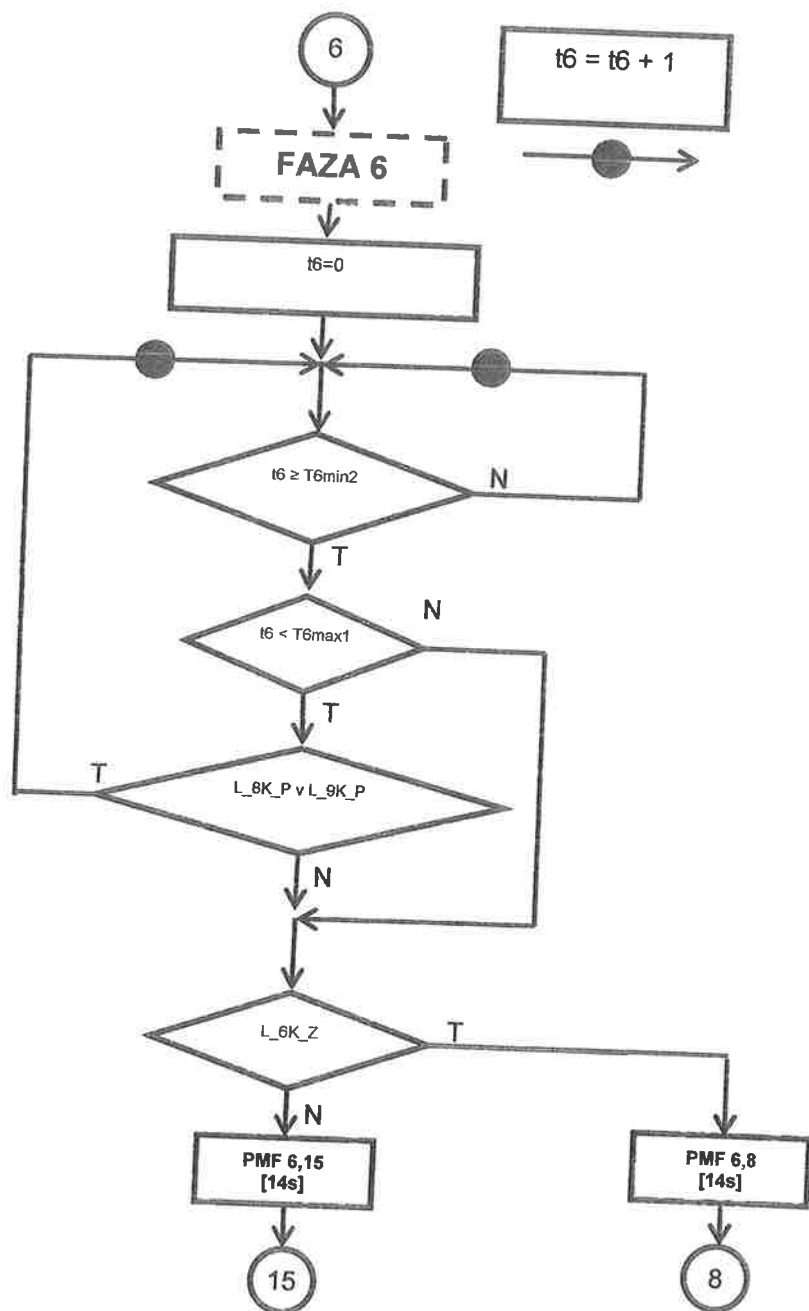 6
t6 = t6 + 1
FAZA 6
t6=0
t6 ≥ T6min2
N
T
t6 < T6max1
N
T
T
L_8K_P v L_9K_P
N
L_6K_Z
T
N
PMF 6,15
[14s]
PMF 6,8
[14s]
15
8